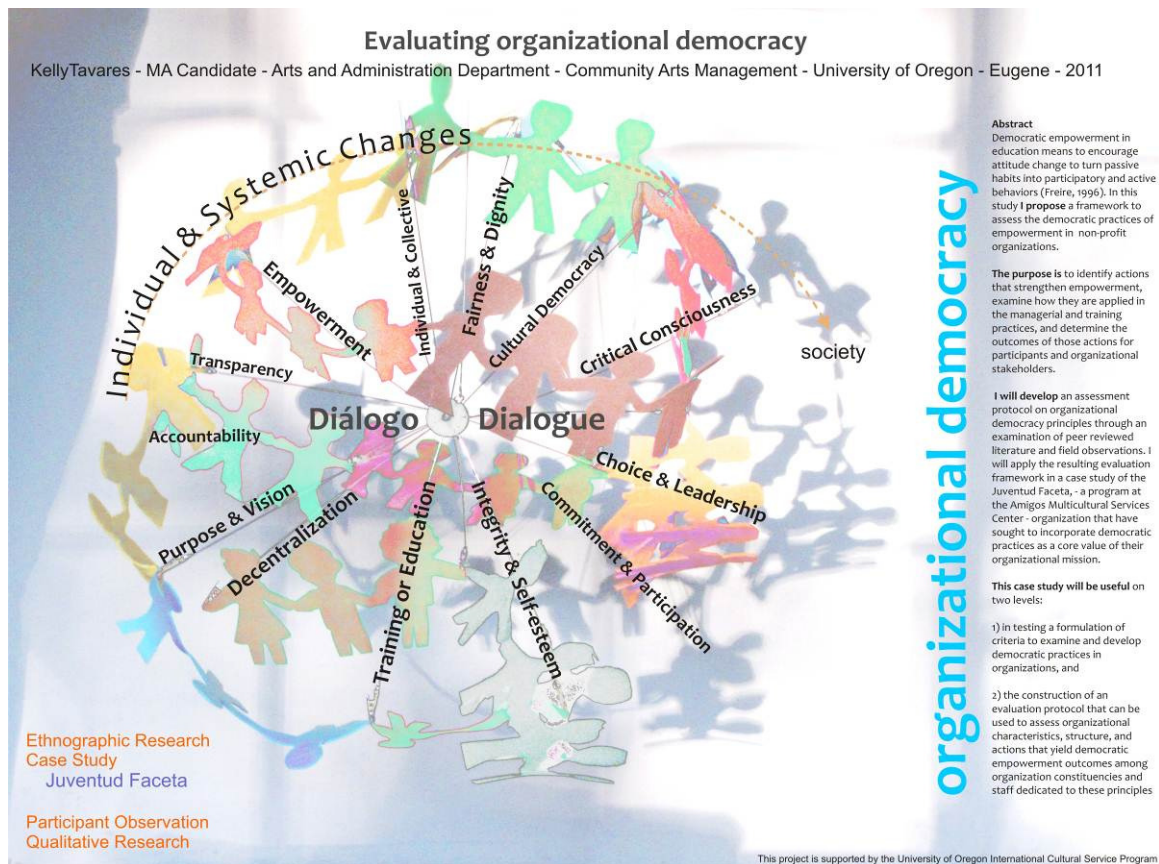 Evaluating organizational democracy
KellyTavares - MA Candidate - Arts and Administration Department - Community Arts Management - University of Oregon - Eugene - 2011
Individual & Systemic Changes
Empowerment
Individual & Collective
Fairness & Dignity
Cultural Democracy
Critical Consciousness
society
Transparency
Diálogo Dialogue
Accountability
Choice & Leadership
Purpose & Vision
Decentralization
Training or Education
Integrity & Self-esteem
Commitment & Participation
Ethnographic Research
Case Study
Juventud Faceta
Participant Observation
Qualitative Research
organizational democracy
Abstract
Democratic empowerment in
education means to encourage
attitude change to turn passive
habits into participatory and active
behaviors (Freire, 1996). In this
study I propose a framework to
assess the democratic practices of
empowerment in non-profit
organizations.
The purpose is to identify actions
that strengthen empowerment,
examine how they are applied in
the managerial and training
practices, and determine the
outcomes of those actions for
participants and organizational
stakeholders.
I will develop an assessment
protocol on organizational
democracy principles through an
examination of peer reviewed
literature and field observations. I
will apply the resulting evaluation
framework in a case study of the
Juventud Faceta, - a program at
the Amigos Multicultural Services
Center - organization that have
sought to incorporate democratic
practices as a core value of their
organizational mission.
This case study will be useful on
two levels:
1) in testing a formulation of
criteria to examine and develop
democratic practices in
organizations, and
2) the construction of an
evaluation protocol that can be
used to assess organizational
characteristics, structure, and
actions that yield democratic
empowerment outcomes among
organization constituencies and
staff dedicated to these principles
This project is supported by the University of Oregon International Cultural Service Program